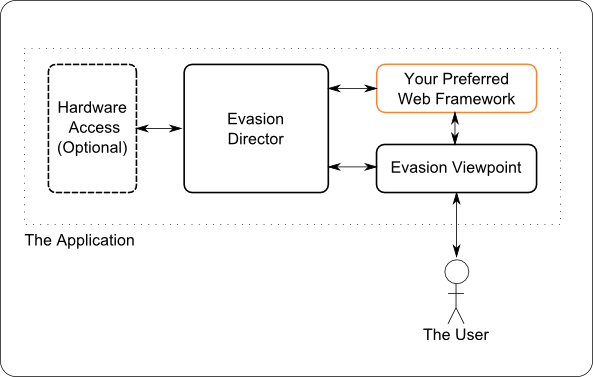 Your Preferred
Web Framework
Hardware
Access
(Optional)
Evasion
Director
Evasion Viewpoint
The Application
The User